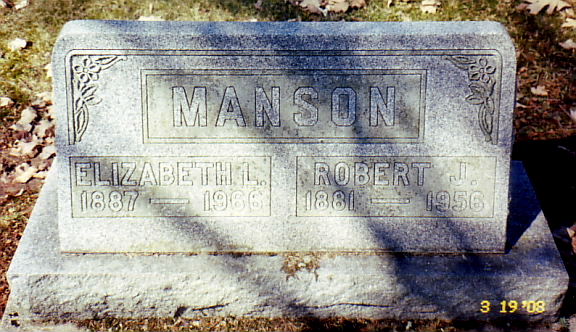 MANSON
ELIZABETH L.
1887 — 1966
ROBERT J.
1881 — 1956
3 19 '08